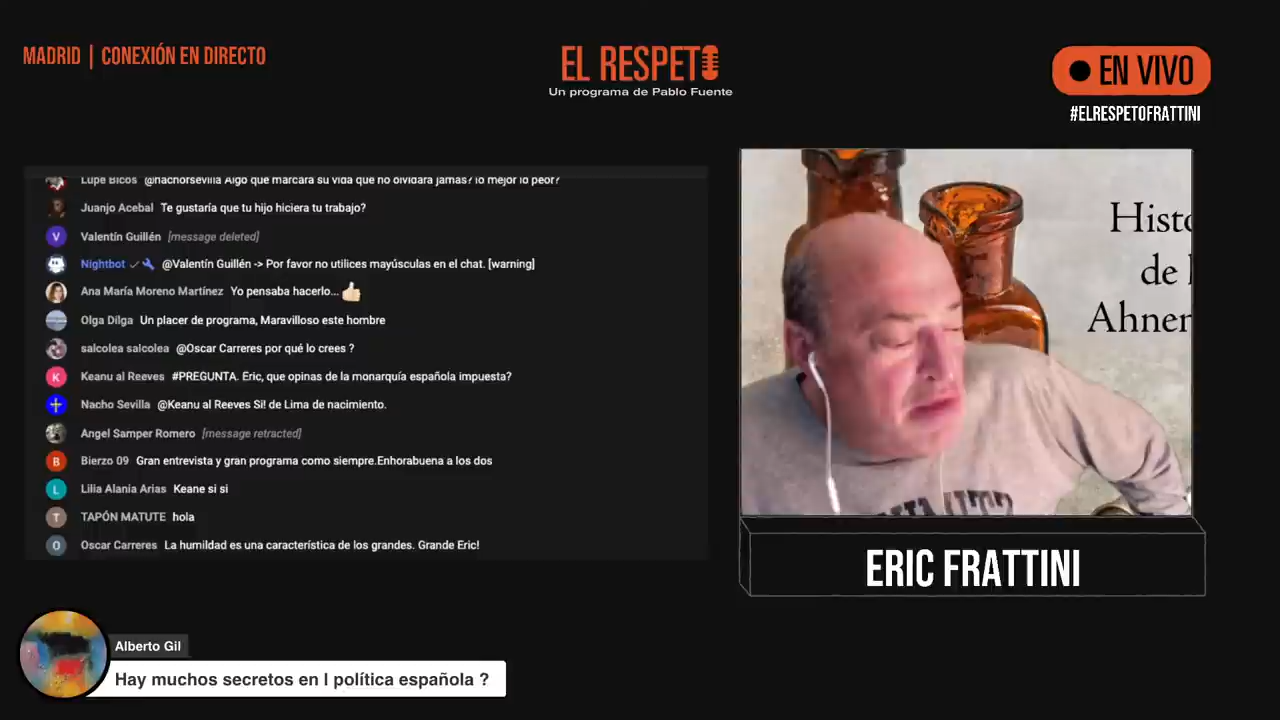 MADRID | CONEXIÓN EN DIRECTO
EL RESPETO
Un programa de Pablo Fuente
EN VIVO
#ELRESPETOFRATTINI
Lupe Bicos @nachorsevilla Algo que marcara su vida que no olvidara jamas? lo mejor lo peor?
Juanjo Acebal Te gustaría que tu hijo hiciera tu trabajo?
V Valentín Guillén [message deleted]
Nightbot @Valentín Guillén -> Por favor no utilices mayúsculas en el chat. [warning]
Ana María Moreno Martínez Yo pensaba hacerlo...
Olga Dilga Un placer de programa, Maravilloso este hombre
salcolea salcolea @Oscar Carreres por qué lo crees ?
K Keanu al Reeves #PREGUNTA. Eric, que opinas de la monarquía española impuesta?
Nacho Sevilla @Keanu al Reeves Si! de Lima de nacimiento.
Angel Samper Romero [message retracted]
B Bierzo 09 Gran entrevista y gran programa como siempre.Enhorabuena a los dos
L Lilia Alania Arias Keane si si
T TAPÓN MATUTE hola
O Oscar Carreres La humildad es una característica de los grandes. Grande Eric!
Histo
de l
Ahner
ERIC FRATTINI
Alberto Gil
Hay muchos secretos en l política española ?